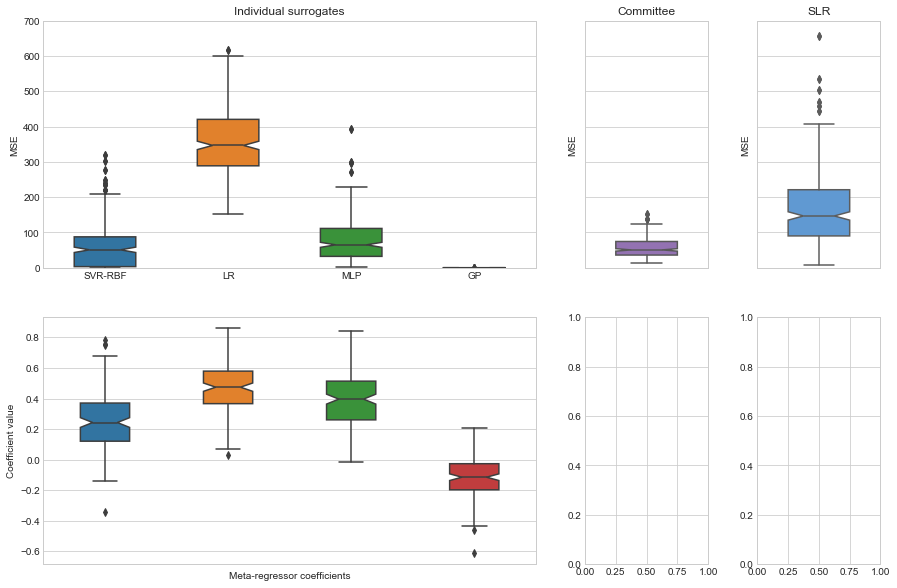 Individual surrogates
Committee
SLR
MSE
700
600
500
400
300
200
100
0
SVR-RBF
LR
MLP
GP
MSE
MSE
Coefficient value
0.8
0.6
0.4
0.2
0.0
−0.2
−0.4
−0.6
Meta-regressor coefficients
1.0
0.8
0.6
0.4
0.2
0.0
0.00 0.25 0.50 0.75 1.00
1.0
0.8
0.6
0.4
0.2
0.0
0.00 0.25 0.50 0.75 1.00